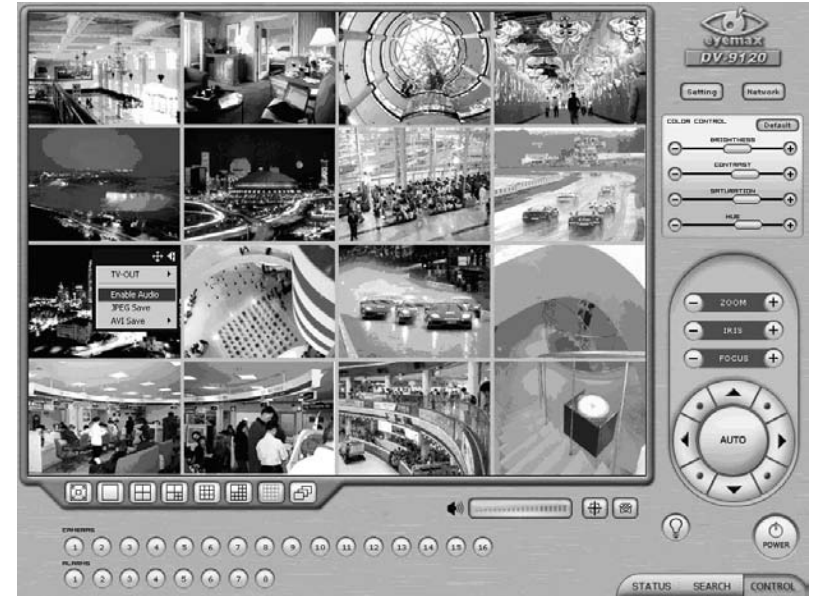 eyemax
DV-9120
Setting
Network
COLOR CONTROL
Default
BRIGHTNESS
CONTRAST
SATURATION
HUE
TV-OUT
Enable Audio
JPEG Save
AVI Save
ZOOM
IRIS
FOCUS
AUTO
CAMERAS
1 2 3 4 5 6 7 8 9 10 11 12 13 14 15 16
ALARMS
1 2 3 4 5 6 7 8
POWER
STATUS SEARCH CONTROL